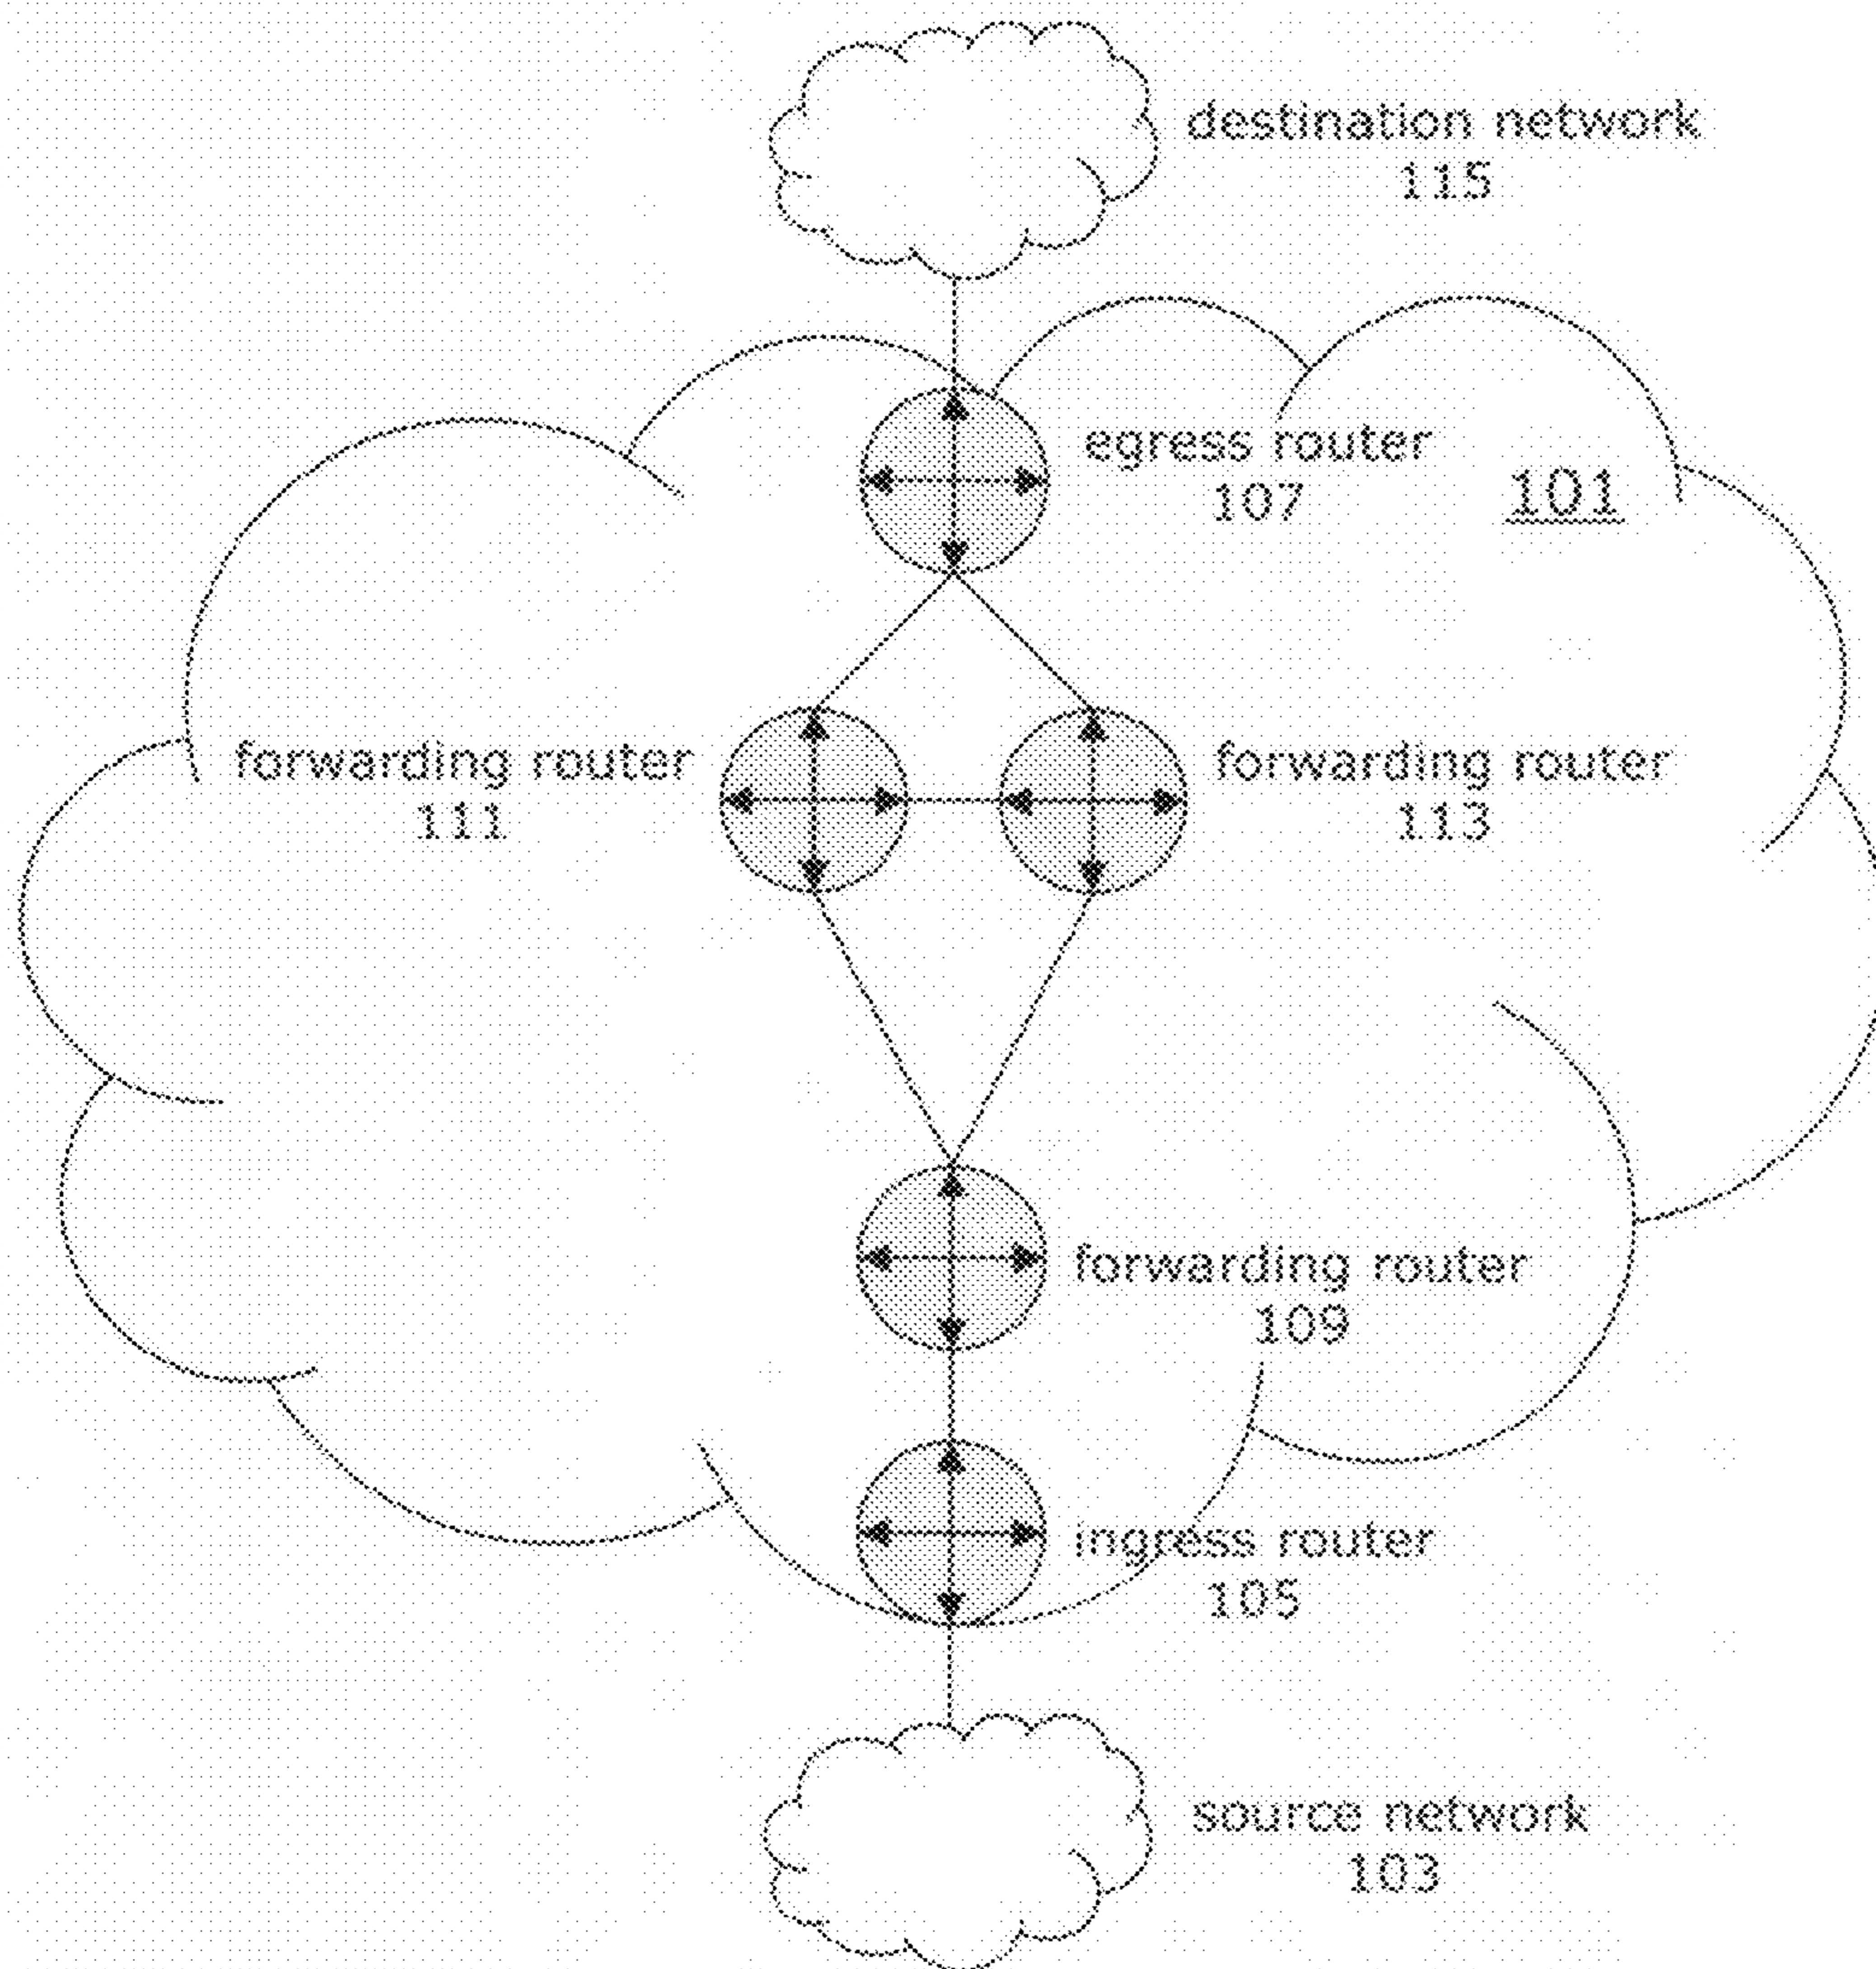 destination network
115
egress router
107
101
forwarding router
111
forwarding router
113
forwarding router
109
ingress router
105
source network
103